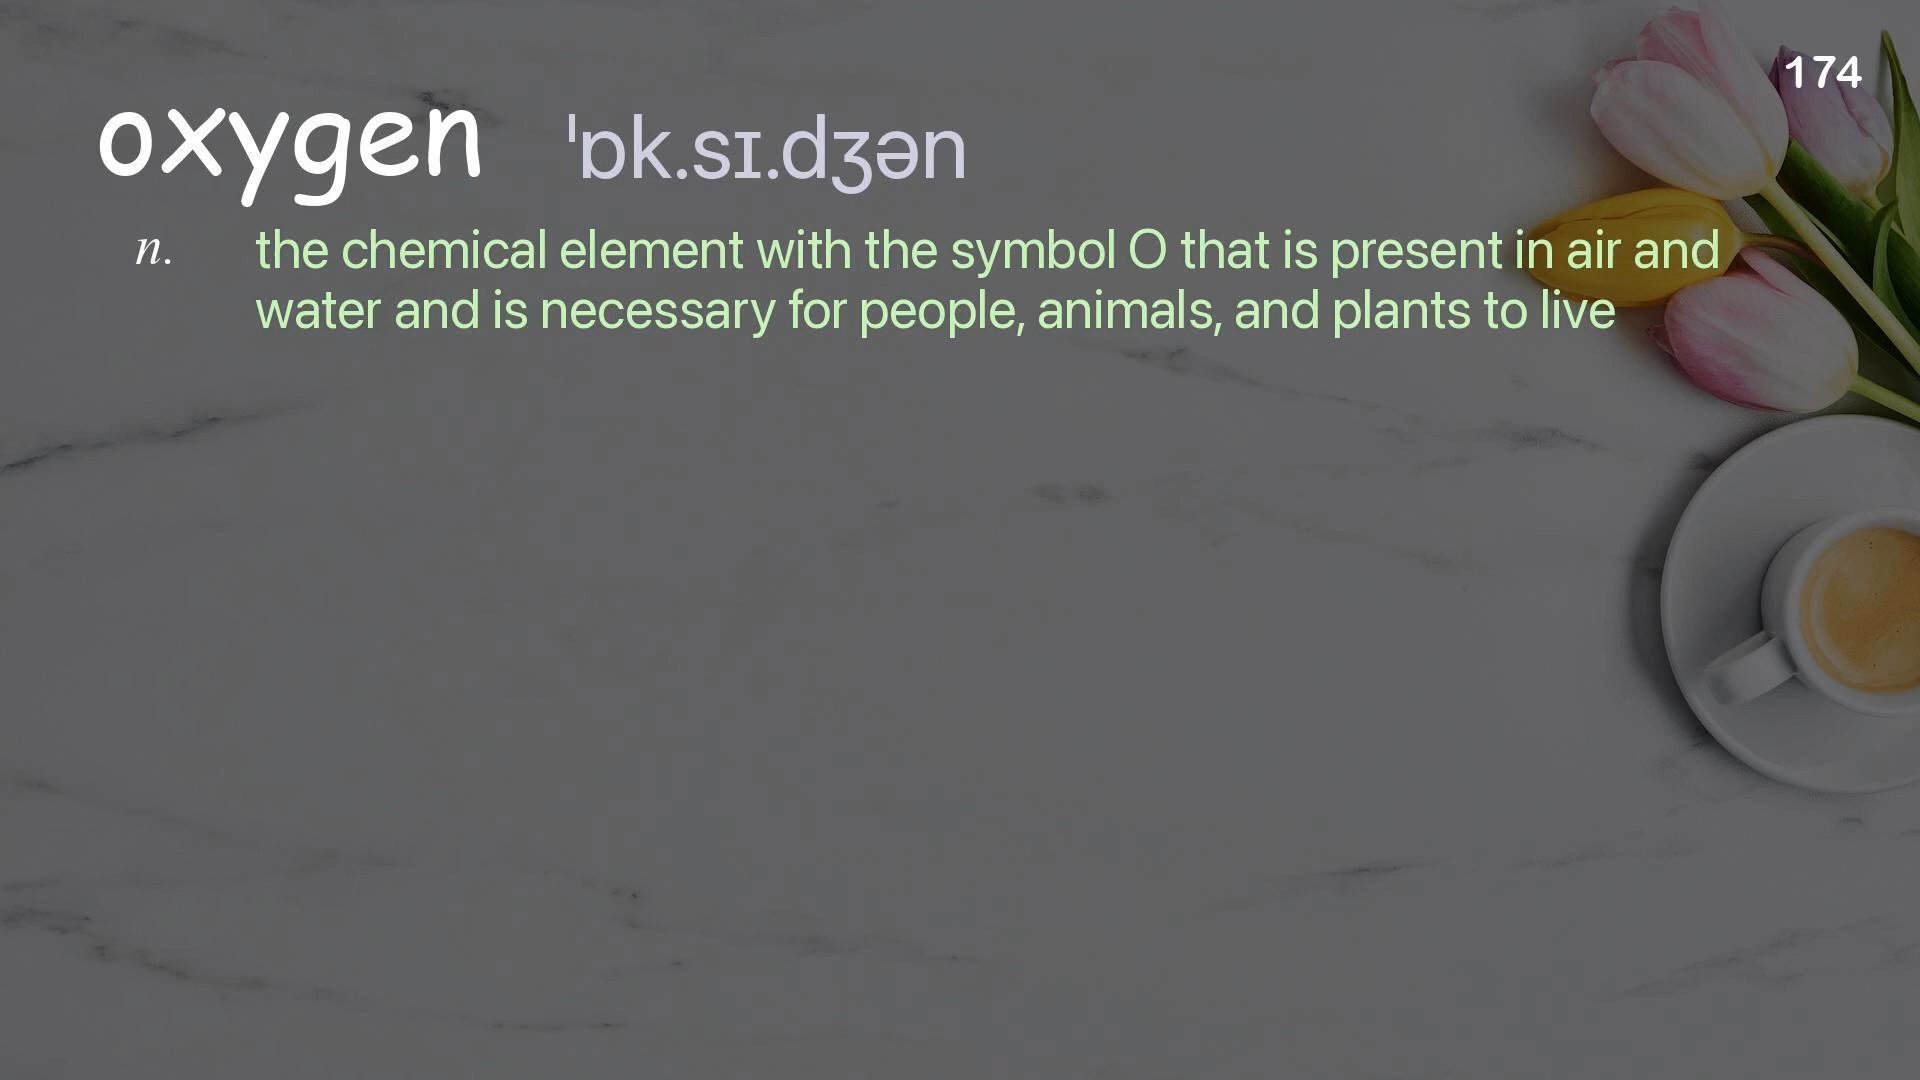 174
oxygen ˈɒk.sɪ.dʒən
n. the chemical element with the symbol O that is present in air and
water and is necessary for people, animals, and plants to live